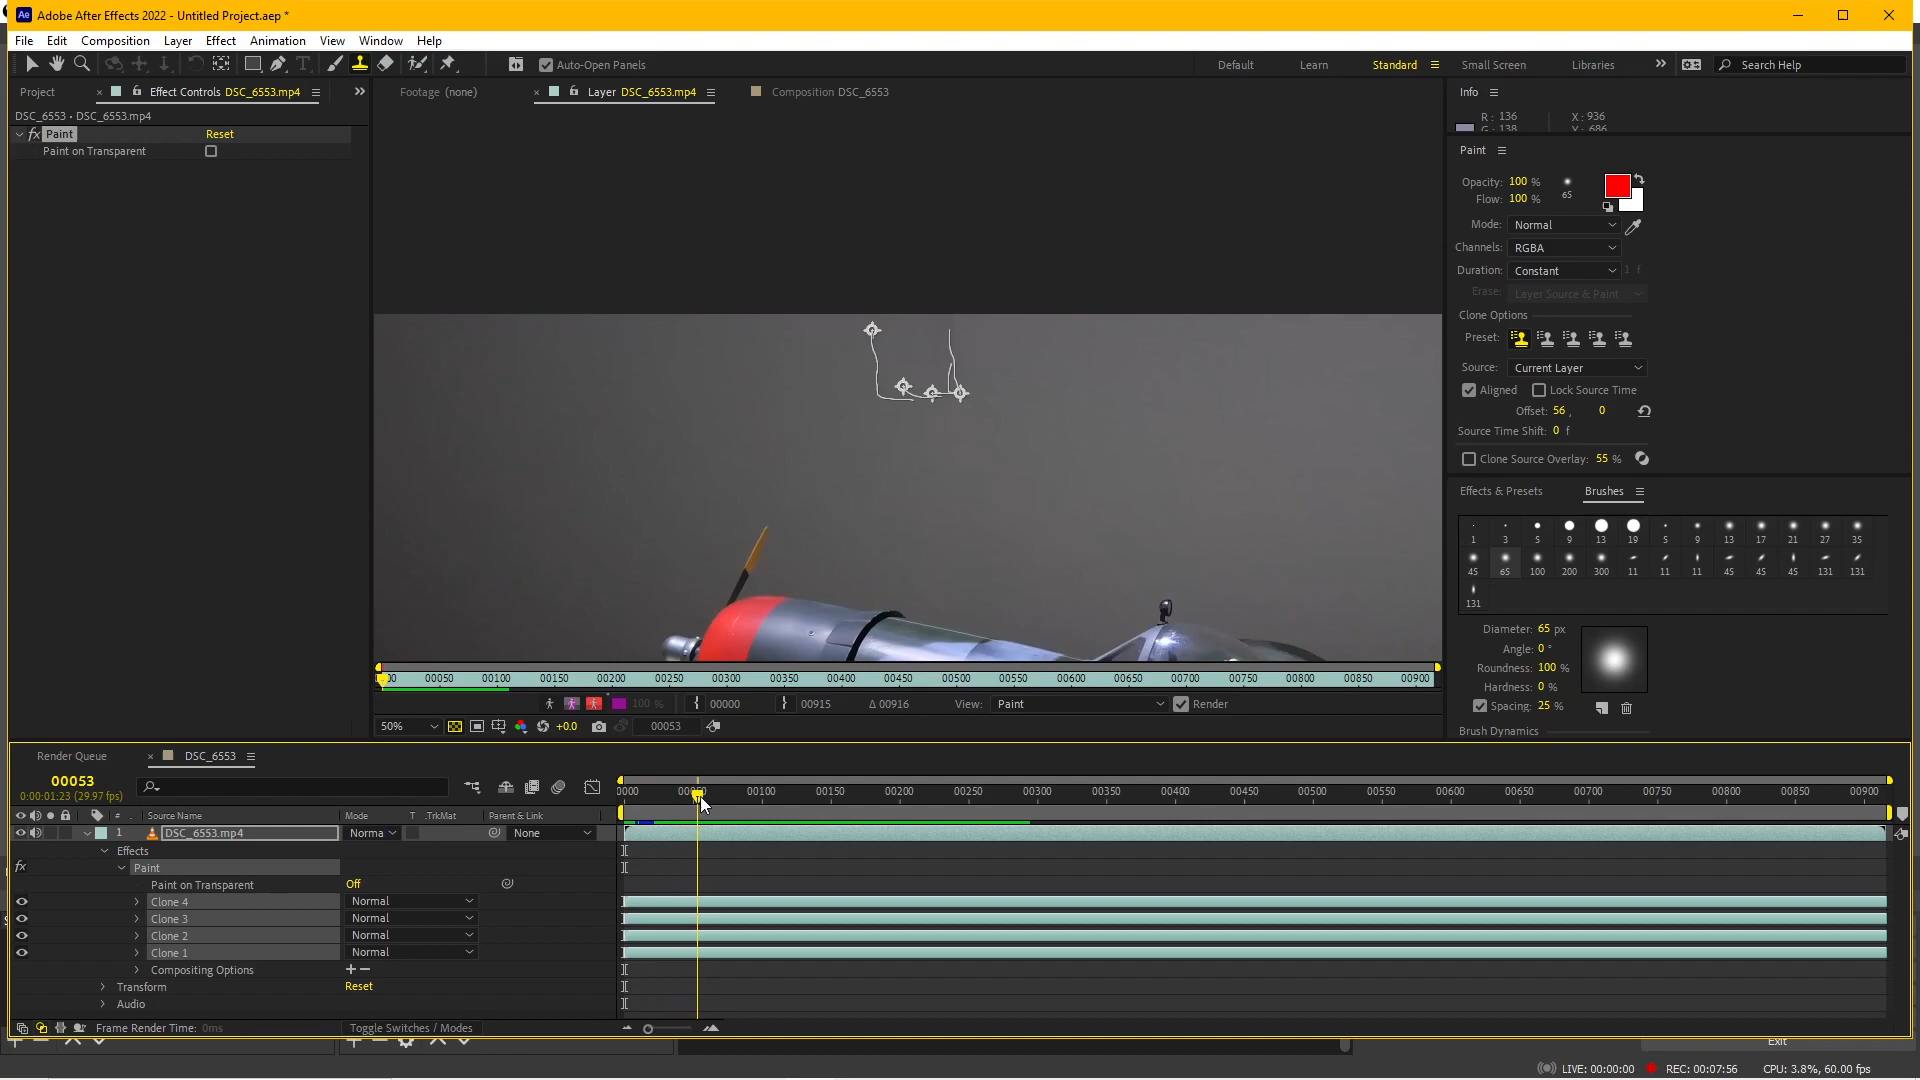 Adobe After Effects 2022 - Untitled Project.aep *
File Edit Composition Layer Effect Animation View Window Help
Auto-Open Panels
Default Learn Standard Small Screen Libraries Search Help
Project Effect Controls DSC_6553.mp4
Footage (none) Layer DSC_6553.mp4 Composition DSC_6553
Info
DSC_6553 • DSC_6553.mp4
R: 136 X: 936
G: 138 Y: 686
fx Paint Reset
Paint on Transparent
Paint
Opacity: 100 %
Flow: 100 %
65
Mode: Normal
Channels: RGBA
Duration: Constant 1 f
Erase: Layer Source & Paint
Clone Options
Preset:
Source: Current Layer
Aligned Lock Source Time
Offset: 56 , 0
Source Time Shift: 0 f
Clone Source Overlay: 55 %
Effects & Presets Brushes
1 3 5 9 13 19 5 9 13 17 21 27 35
45 65 100 200 300 11 11 11 45 45 45 131 131
131
Diameter: 65 px
Angle: 0 °
Roundness: 100 %
Hardness: 0 %
Spacing: 25 %
Brush Dynamics
00050 00100 00150 00200 00250 00300 00350 00400 00450 00500 00550 00600 00650 00700 00750 00800 00850 00900
100 % 00000 00915 Δ 00916 View: Paint Render
50% +0.0 00053
Render Queue DSC_6553
00053
0:00:01:23 (29.97 fps)
0000 00050 00100 00150 00200 00250 00300 00350 00400 00450 00500 00550 00600 00650 00700 00750 00800 00850 00900
# Source Name Mode T .TrkMat Parent & Link
1 DSC_6553.mp4 Norma None
Effects
fx Paint
Paint on Transparent Off
Clone 4 Normal
Clone 3 Normal
Clone 2 Normal
Clone 1 Normal
Compositing Options + −
Transform Reset
Audio
Frame Render Time: 0ms Toggle Switches / Modes
Exit
LIVE: 00:00:00 REC: 00:07:56 CPU: 3.8%, 60.00 fps